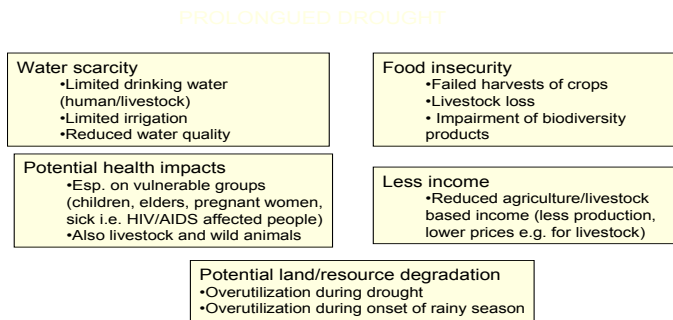 PROLONGUED DROUGHT
Water scarcity
•Limited drinking water
(human/livestock)
•Limited irrigation
•Reduced water quality
Food insecurity
•Failed harvests of crops
•Livestock loss
• Impairment of biodiversity
products
Potential health impacts
•Esp. on vulnerable groups
(children, elders, pregnant women,
sick i.e. HIV/AIDS affected people)
•Also livestock and wild animals
Less income
•Reduced agriculture/livestock
based income (less production,
lower prices e.g. for livestock)
Potential land/resource degradation
•Overutilization during drought
•Overutilization during onset of rainy season